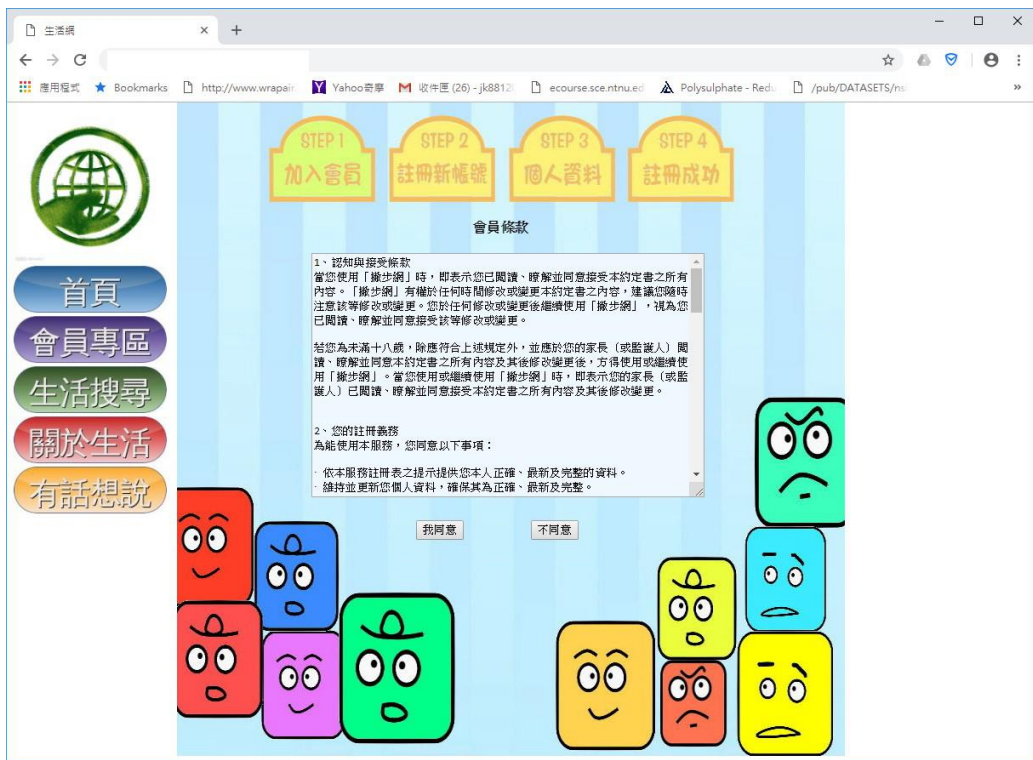 生活網
應用程式
Bookmarks
http://www.wrapair
Yahoo奇摩
收件匣 (26) - jk8812
ecourse.sce.ntnu.ed
Polysulphate - Redu
/pub/DATASETS/ns
»
STEP 1
加入會員
STEP 2
註冊新帳號
STEP 3
個人資料
STEP 4
註冊成功
首頁
會員專區
生活搜尋
關於生活
有話想說
會員條款
1、認知與接受條款
當您使用「撇步網」時，即表示您已閱讀、瞭解並同意接受本約定書之所有
內容。「撇步網」有權於任何時間修改或變更本約定書之內容，建議您隨時
注意該等修改或變更。您於任何修改或變更後繼續使用「撇步網」，視為您
已閱讀、瞭解並同意接受該等修改或變更。
若您為未滿十八歲，除應符合上述規定外，並應於您的家長（或監護人）閱
讀、瞭解並同意本約定書之所有內容及其後修改變更後，方得使用或繼續使
用「撇步網」。當您使用或繼續使用「撇步網」時，即表示您的家長（或監
護人）已閱讀、瞭解並同意接受本約定書之所有內容及其後修改變更。
2、您的註冊義務
為能使用本服務，您同意以下事項：
· 依本服務註冊表之提示提供您本人正確、最新及完整的資料。
· 維持並更新您個人資料，確保其為正確、最新及完整。
我同意
不同意